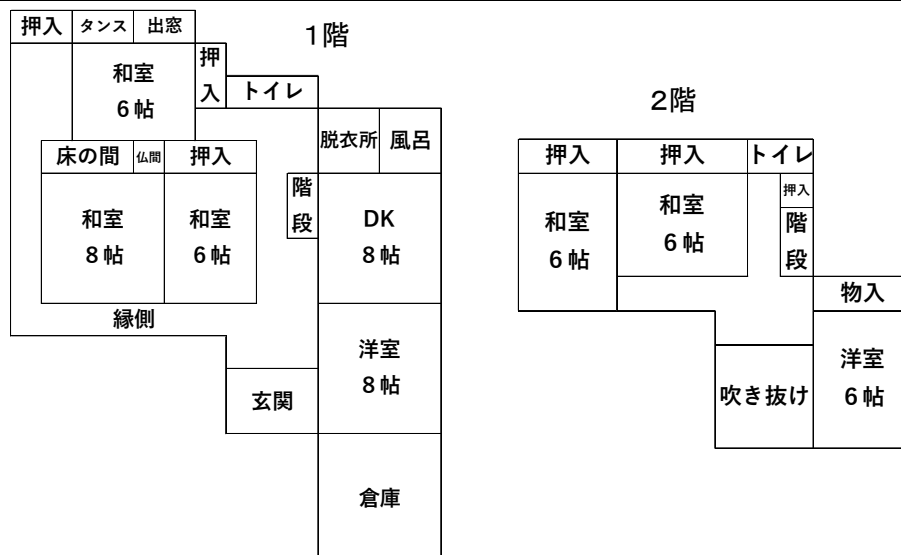 1階
押入
タンス
出窓
和室
6帖
押
入
トイレ
脱衣所
風呂
床の間
仏間
押入
和室
8帖
和室
6帖
階
段
DK
8帖
縁側
洋室
8帖
玄関
倉庫
2階
押入
押入
トイレ
和室
6帖
和室
6帖
押入
階
段
物入
洋室
6帖
吹き抜け